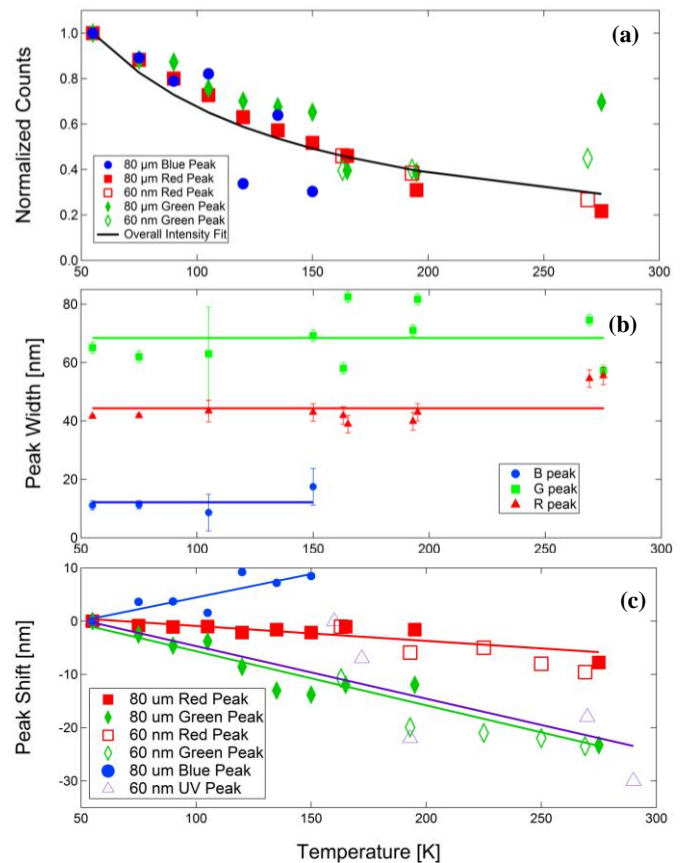 (a)
1.0
0.8
0.6
0.4
0.2
0.0
Normalized Counts
80 µm Blue Peak
80 µm Red Peak
60 nm Red Peak
80 µm Green Peak
60 nm Green Peak
Overall Intensity Fit
50 100 150 200 250 300
(b)
80
60
40
20
0
Peak Width [nm]
B peak
G peak
R peak
50 100 150 200 250 300
(c)
10
0
-10
-20
-30
Peak Shift [nm]
80 um Red Peak
80 um Green Peak
60 nm Red Peak
60 nm Green Peak
80 um Blue Peak
60 nm UV Peak
50 100 150 200 250 300
Temperature [K]